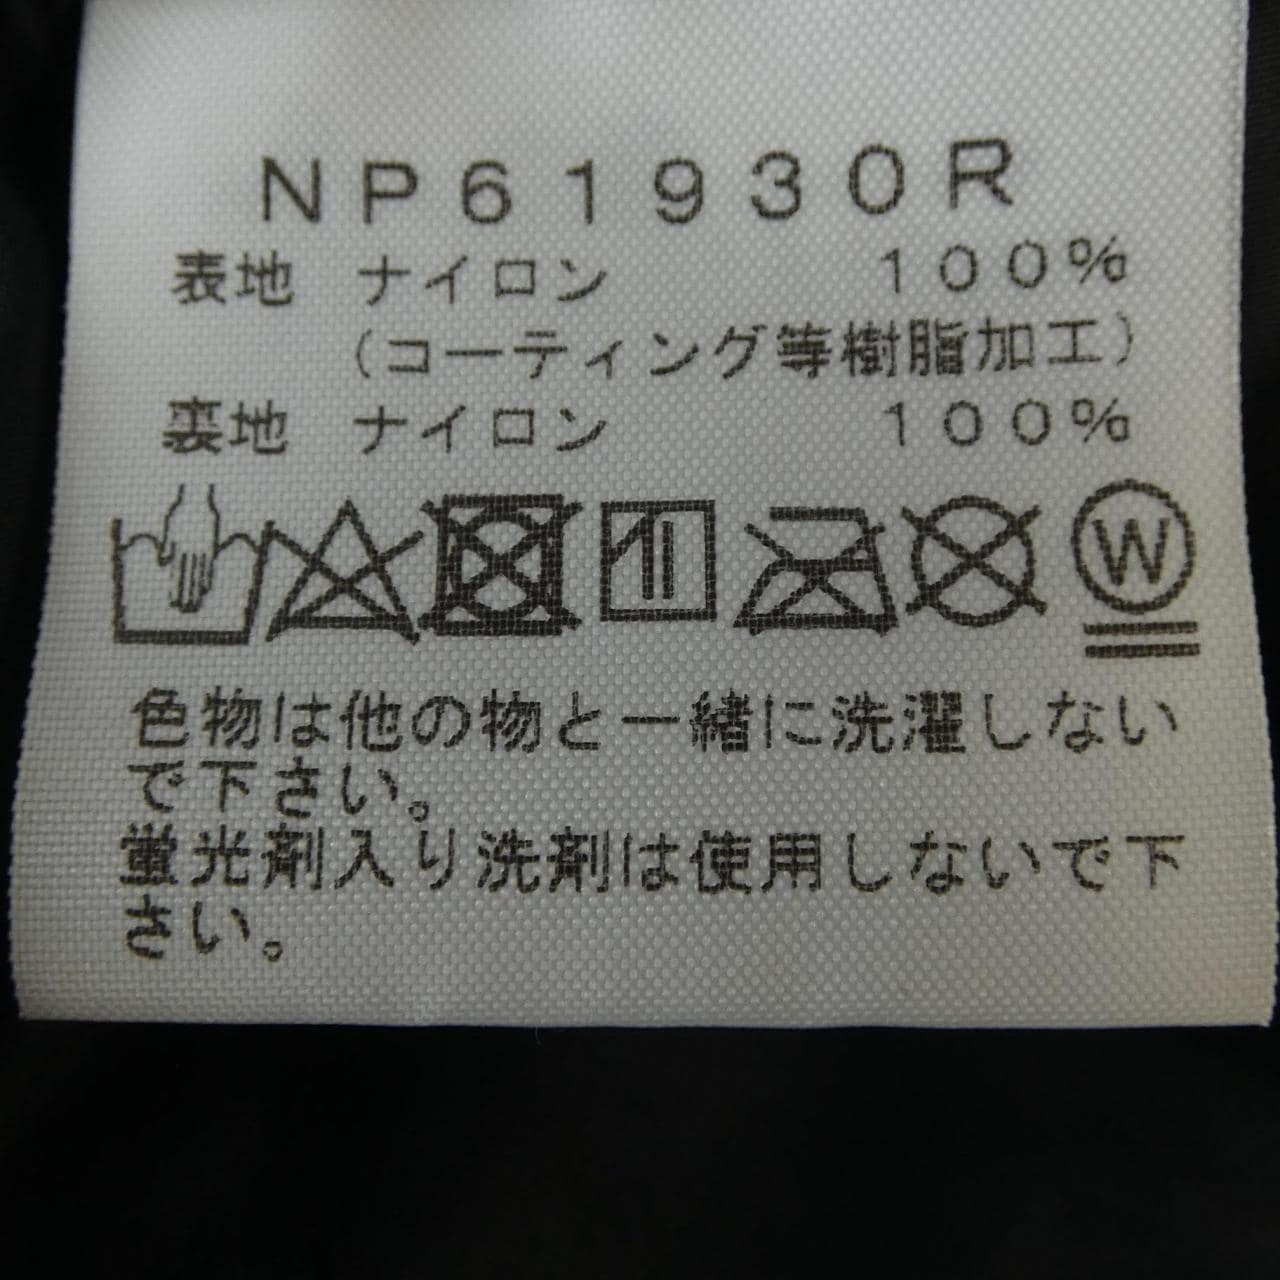 NP61930R
表地 ナイロン 100%
(コーティング等樹脂加工)
裏地 ナイロン 100%
W
色物は他の物と一緒に洗濯しない
で下さい。
蛍光剤入り洗剤は使用しないで下
さい。